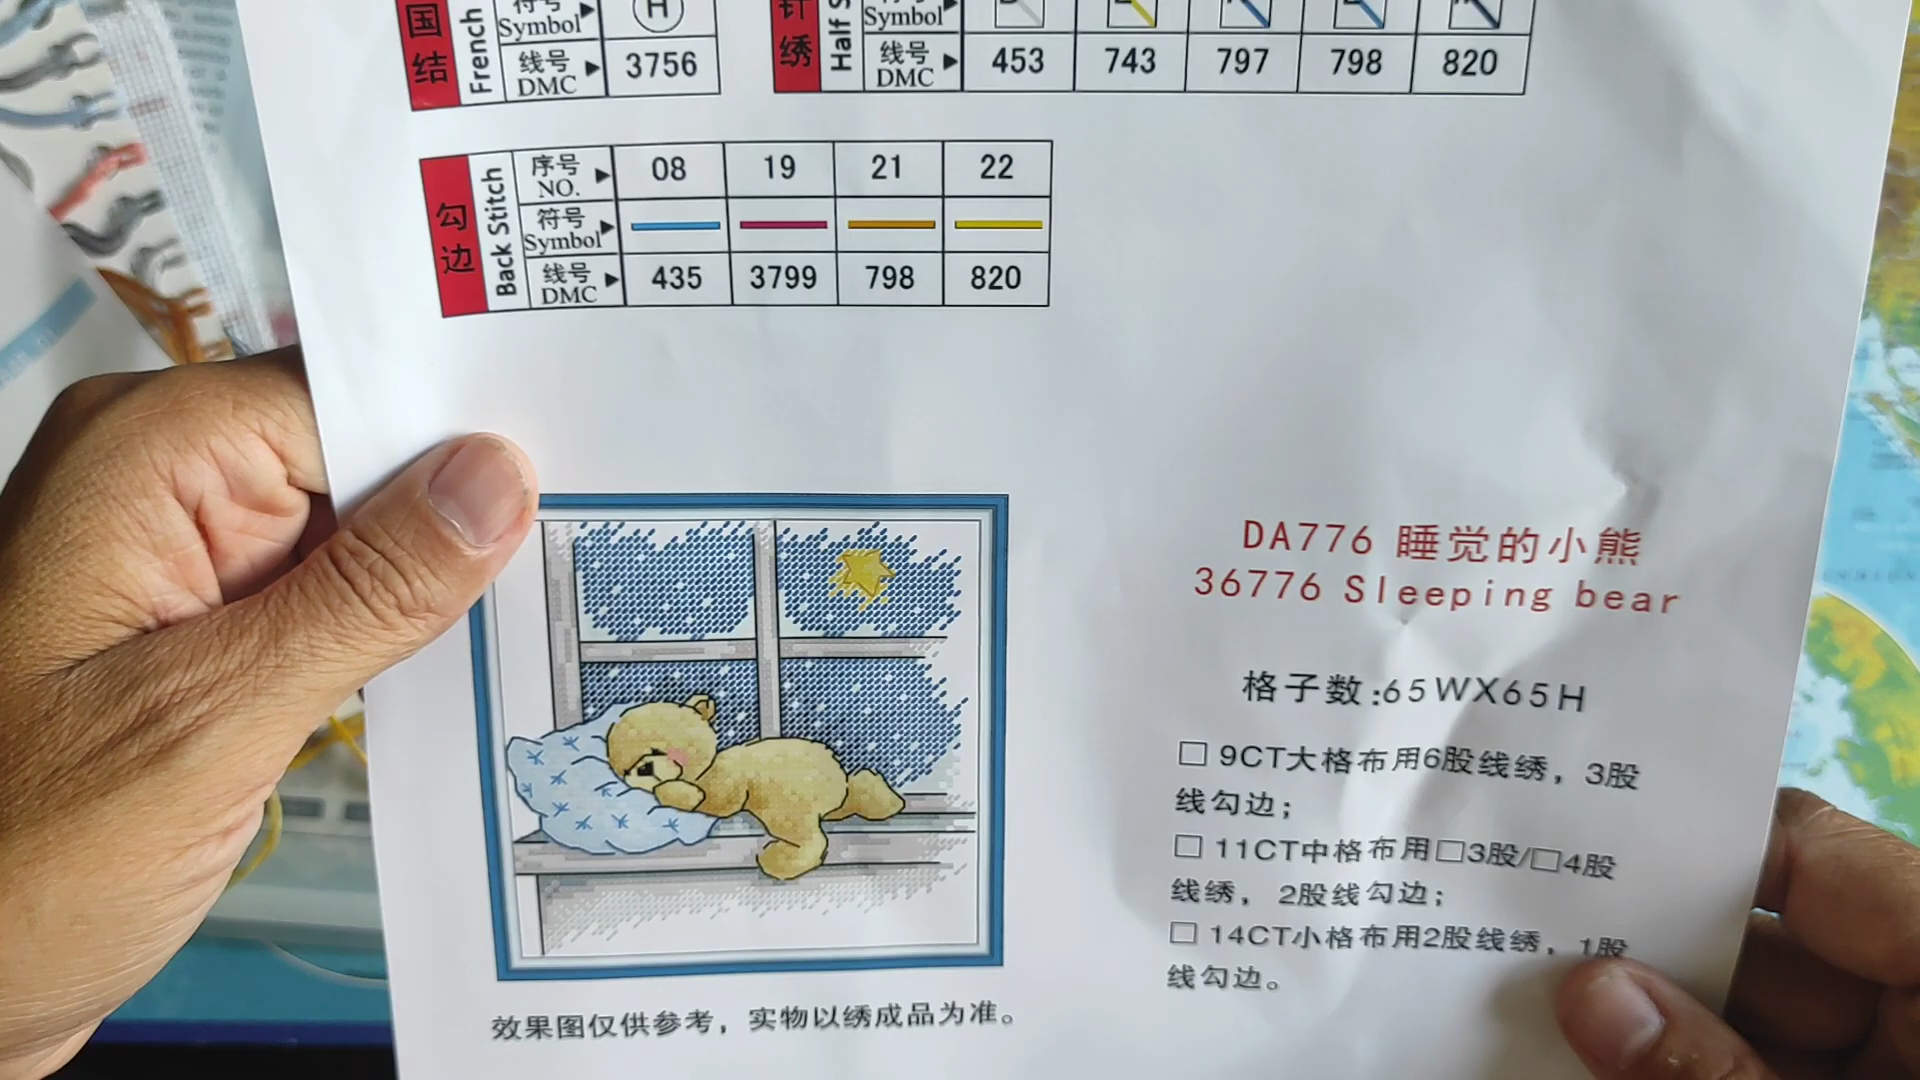 国结
French
符号
Symbol
H
线号
DMC
3756
针绣
Half S
Symbol
线号
DMC
453 743 797 798 820
勾边
Back Stitch
序号
NO.
08 19 21 22
符号
Symbol
线号
DMC
435 3799 798 820
DA776 睡觉的小熊
36776 Sleeping bear
格子数:65WX65H
□ 9CT大格布用6股线绣，3股
线勾边；
□ 11CT中格布用□3股/□4股
线绣，2股线勾边；
□ 14CT小格布用2股线绣，1股
线勾边。
效果图仅供参考，实物以绣成品为准。